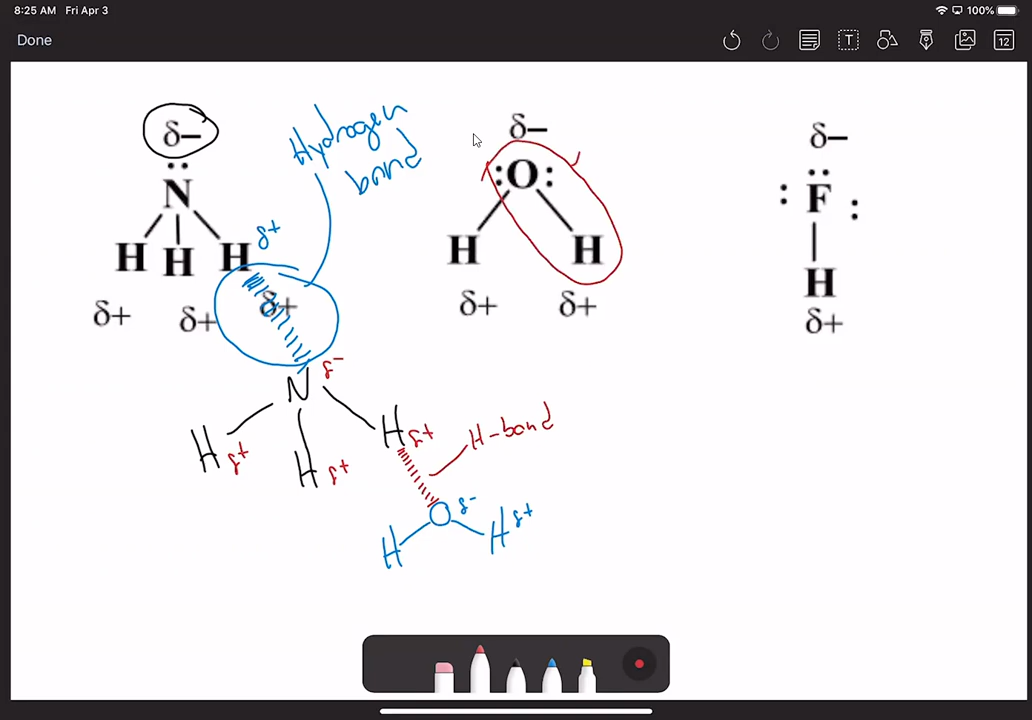 8:25 AM Fri Apr 3
100%
Done
T
12
δ–
N
H H H
δ+
δ+ δ+ δ+
Hydrogen
bond
δ–
:O:
H H
δ+ δ+
δ–
: F :
H
δ+
N δ-
H δ+
H δ+
H δ+
H-bond
O δ-
H
H δ+